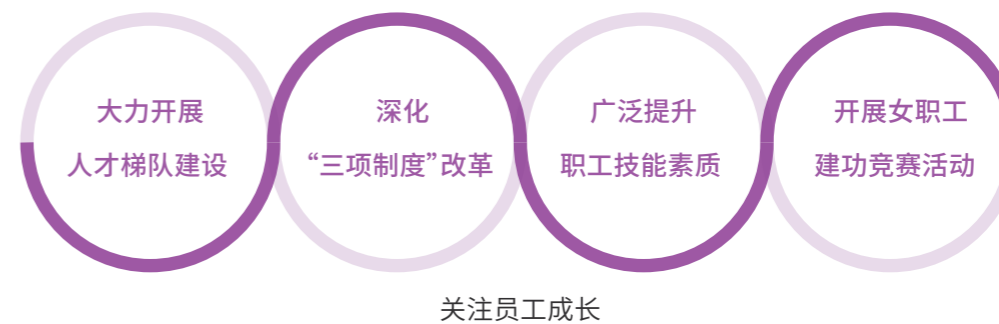 大力开展
人才梯队建设
深化
“三项制度”改革
广泛提升
职工技能素质
开展女职工
建功竞赛活动
关注员工成长